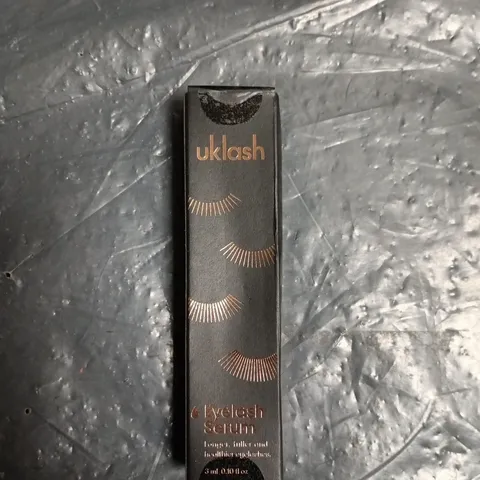 uklash
Eyelash
Serum
Longer, fuller and
healthier eyelashes.
3 ml 0.10 fl oz